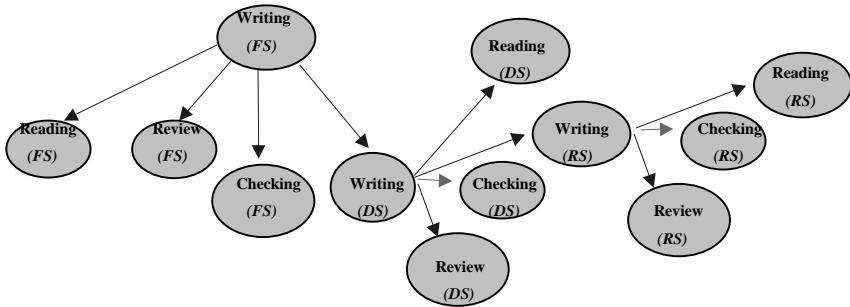 Writing
(FS)
Reading
(DS)
Reading
(RS)
Reading
(FS)
Review
(FS)
Writing
(RS)
Checking
(RS)
Checking
(FS)
Writing
(DS)
Checking
(DS)
Review
(RS)
Review
(DS)